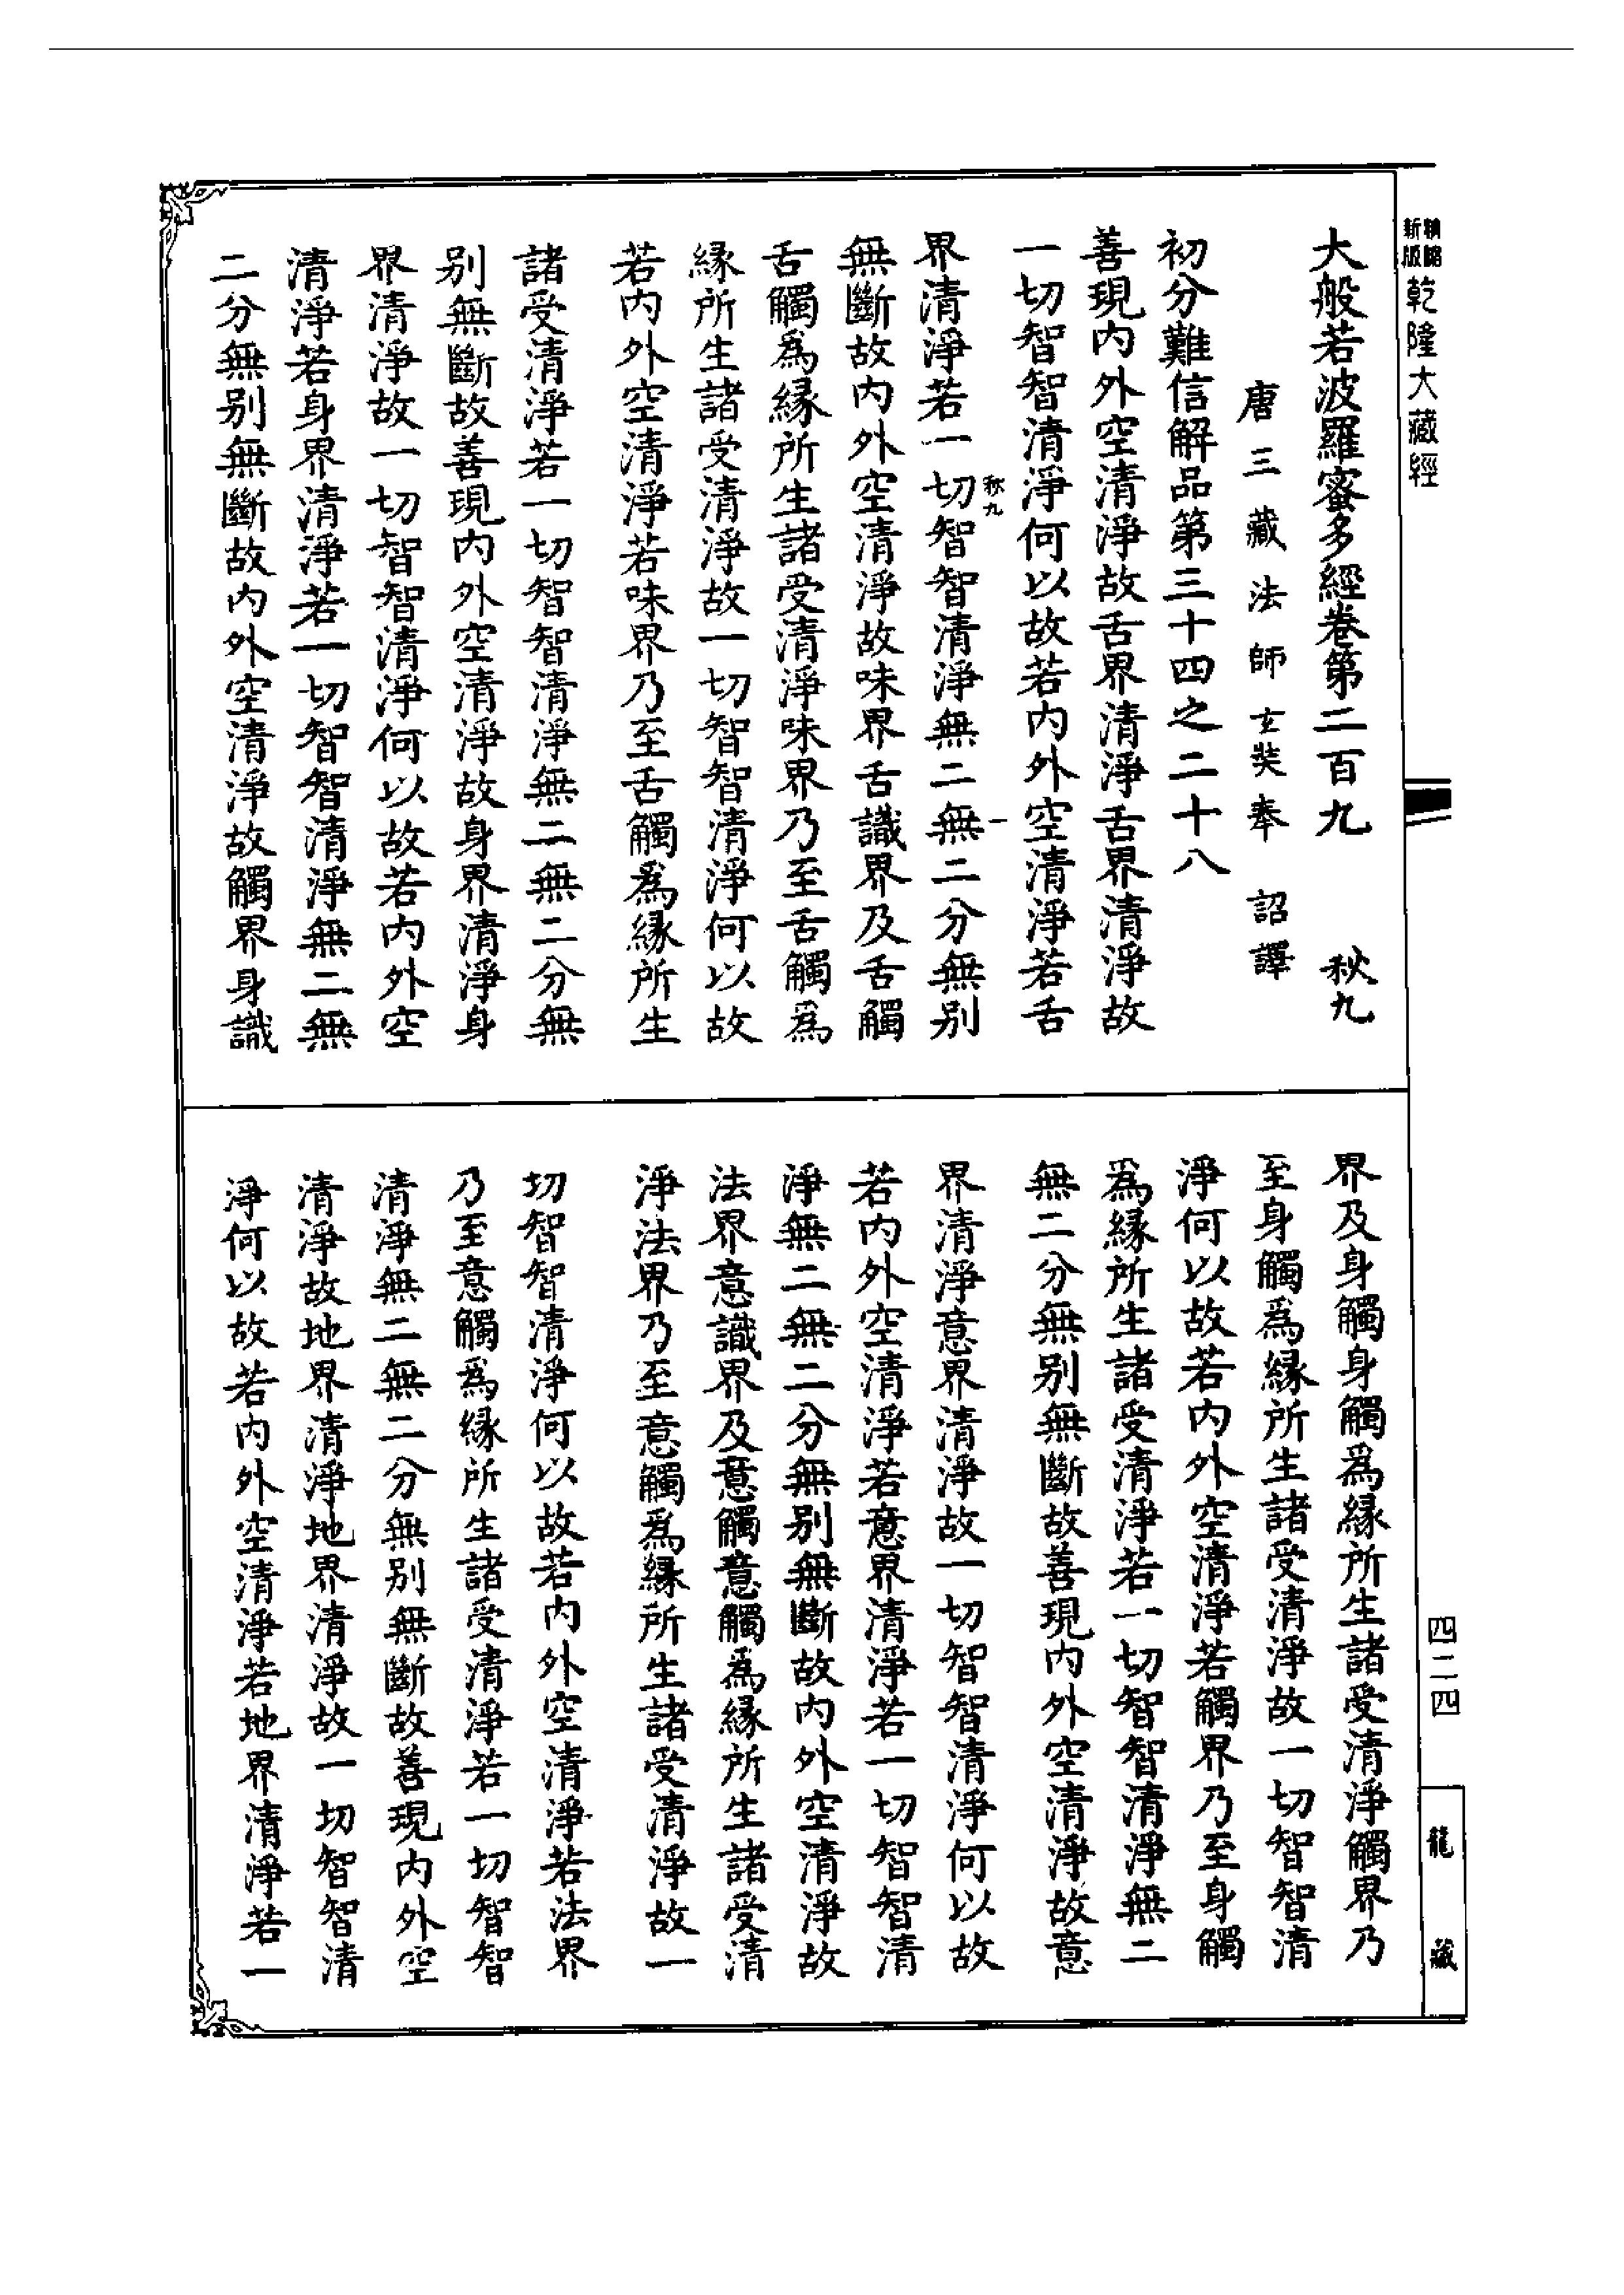 新版
精縮
乾隆大藏經
大般若波羅蜜多經卷第二百九 秋九
唐三藏法師玄奘奉 詔譯
初分難信解品第三十四之二十八
善現內外空清淨故舌界清淨舌界清淨故
一切智智清淨何以故若內外空清淨若舌
界清淨若一切智智清淨無二無二分無別
秋九 一
無斷故內外空清淨故味界舌識界及舌觸
舌觸爲緣所生諸受清淨味界乃至舌觸爲
緣所生諸受清淨故一切智智清淨何以故
若內外空清淨若味界乃至舌觸爲緣所生
諸受清淨若一切智智清淨無二無二分無
別無斷故善現內外空清淨故身界清淨身
界清淨故一切智智清淨何以故若內外空
清淨若身界清淨若一切智智清淨無二無
二分無別無斷故內外空清淨故觸界身識
界及身觸身觸爲緣所生諸受清淨觸界乃
至身觸爲緣所生諸受清淨故一切智智清
淨何以故若內外空清淨若觸界乃至身觸
爲緣所生諸受清淨若一切智智清淨無二
無二分無別無斷故善現內外空清淨故意
界清淨意界清淨故一切智智清淨何以故
若內外空清淨若意界清淨若一切智智清
淨無二無二分無別無斷故內外空清淨故
法界意識界及意觸意觸爲緣所生諸受清
淨法界乃至意觸爲緣所生諸受清淨故一
切智智清淨何以故若內外空清淨若法界
乃至意觸爲緣所生諸受清淨若一切智智
清淨無二無二分無別無斷故善現內外空
清淨故地界清淨地界清淨故一切智智清
淨何以故若內外空清淨若地界清淨若一
四二四
龍藏